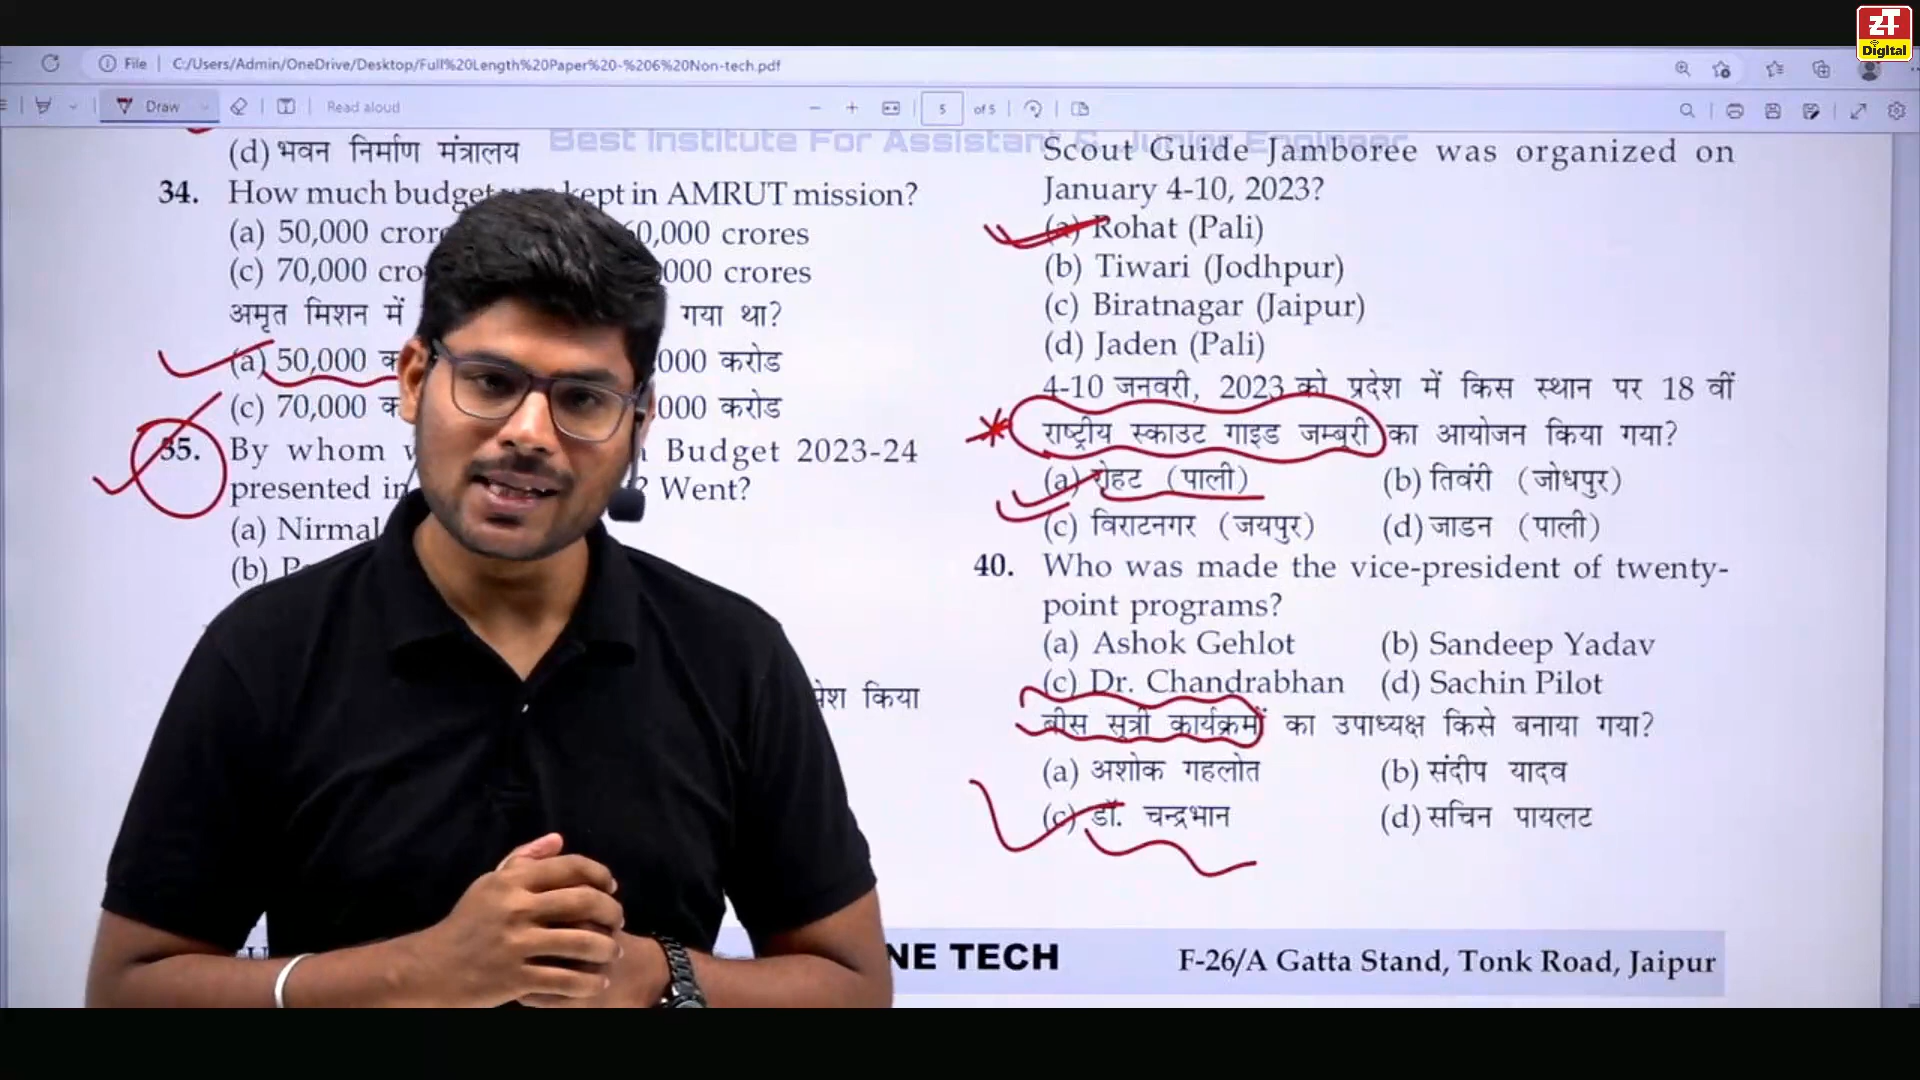 ZT
Digital
File
C:/Users/Admin/OneDrive/Desktop/Full%20Length%20Paper%20-%206%20Non-tech.pdf
Draw
Read aloud
5
of 5
Best Institute For Assistant & Junior Engineer
(d) भवन निर्माण मंत्रालय
34. How much budget kept in AMRUT mission?
(a) 50,000 crores
(c) 70,000 000 crores
अमृत मिशन में गया था?
(a) 50,000 000 करोड
(c) 70,000 000 करोड
35. By whom Budget 2023-24
presented in ? Went?
(a) Nirmal
(b)
पेश किया
Scout Guide Jamboree was organized on
January 4-10, 2023?
(a) Rohat (Pali)
(b) Tiwari (Jodhpur)
(c) Biratnagar (Jaipur)
(d) Jaden (Pali)
4-10 जनवरी, 2023 को प्रदेश में किस स्थान पर 18 वीं
राष्ट्रीय स्काउट गाइड जम्बूरी का आयोजन किया गया?
(a) रोहट (पाली) (b) तिवंरी (जोधपुर)
(c) विराटनगर (जयपुर) (d) जाडन (पाली)
40. Who was made the vice-president of twenty-
point programs?
(a) Ashok Gehlot (b) Sandeep Yadav
(c) Dr. Chandrabhan (d) Sachin Pilot
बीस सूत्री कार्यक्रमों का उपाध्यक्ष किसे बनाया गया?
(a) अशोक गहलोत (b) संदीप यादव
(c) डॉ. चन्द्रभान (d) सचिन पायलट
NE TECH
F-26/A Gatta Stand, Tonk Road, Jaipur